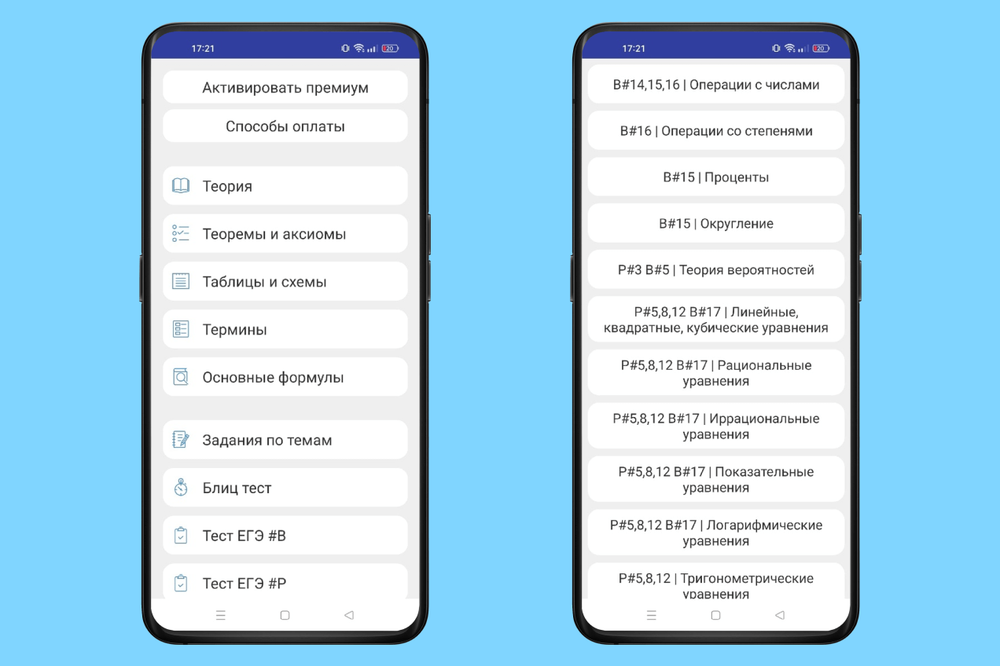 17:21
20
Активировать премиум
Способы оплаты
Теория
Теоремы и аксиомы
Таблицы и схемы
Термины
Основные формулы
Задания по темам
Блиц тест
Тест ЕГЭ #B
Тест ЕГЭ #P
17:21
20
B#14,15,16 | Операции с числами
B#16 | Операции со степенями
B#15 | Проценты
B#15 | Округление
P#3 B#5 | Теория вероятностей
P#5,8,12 B#17 | Линейные,
квадратные, кубические уравнения
P#5,8,12 B#17 | Рациональные
уравнения
P#5,8,12 B#17 | Иррациональные
уравнения
P#5,8,12 B#17 | Показательные
уравнения
P#5,8,12 B#17 | Логарифмические
уравнения
P#5,8,12 | Тригонометрические
уравнения